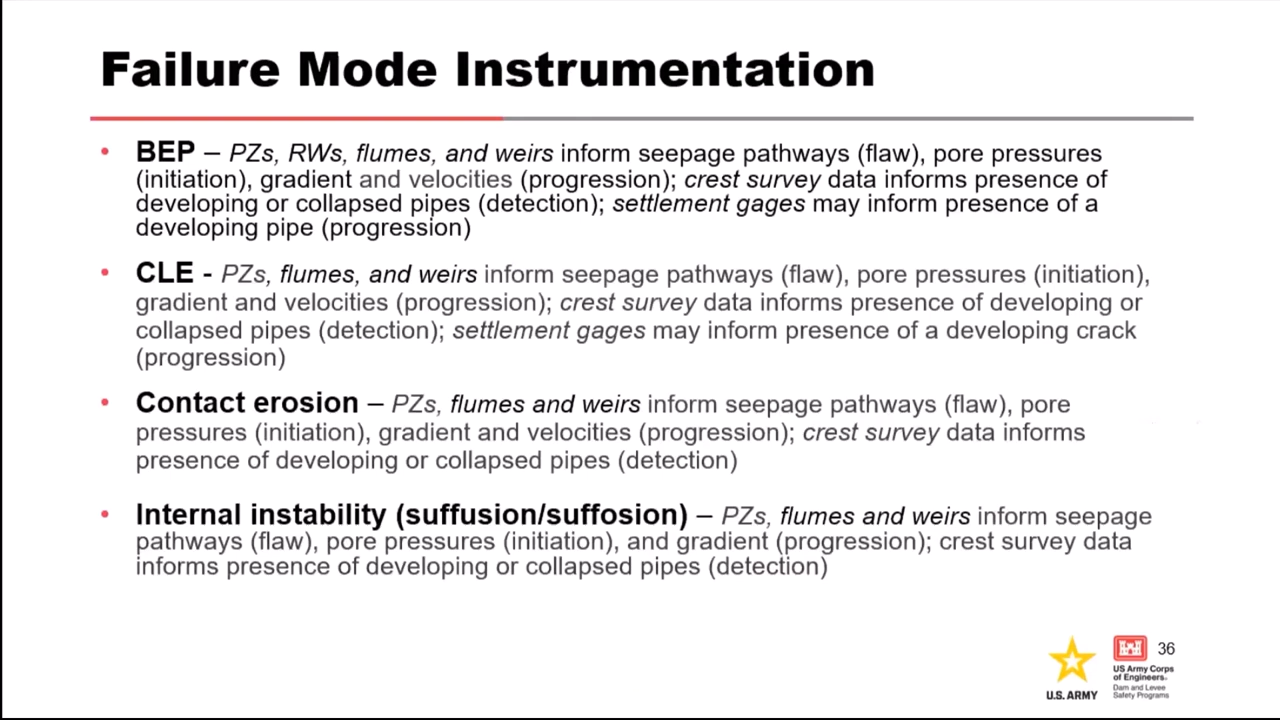 Failure Mode Instrumentation
• BEP – PZs, RWs, flumes, and weirs inform seepage pathways (flaw), pore pressures
(initiation), gradient and velocities (progression); crest survey data informs presence of
developing or collapsed pipes (detection); settlement gages may inform presence of a
developing pipe (progression)
• CLE - PZs, flumes, and weirs inform seepage pathways (flaw), pore pressures (initiation),
gradient and velocities (progression); crest survey data informs presence of developing or
collapsed pipes (detection); settlement gages may inform presence of a developing crack
(progression)
• Contact erosion – PZs, flumes and weirs inform seepage pathways (flaw), pore
pressures (initiation), gradient and velocities (progression); crest survey data informs
presence of developing or collapsed pipes (detection)
• Internal instability (suffusion/suffosion) – PZs, flumes and weirs inform seepage
pathways (flaw), pore pressures (initiation), and gradient (progression); crest survey data
informs presence of developing or collapsed pipes (detection)
36
U.S. ARMY
US Army Corps
of Engineers®
Dam and Levee
Safety Programs